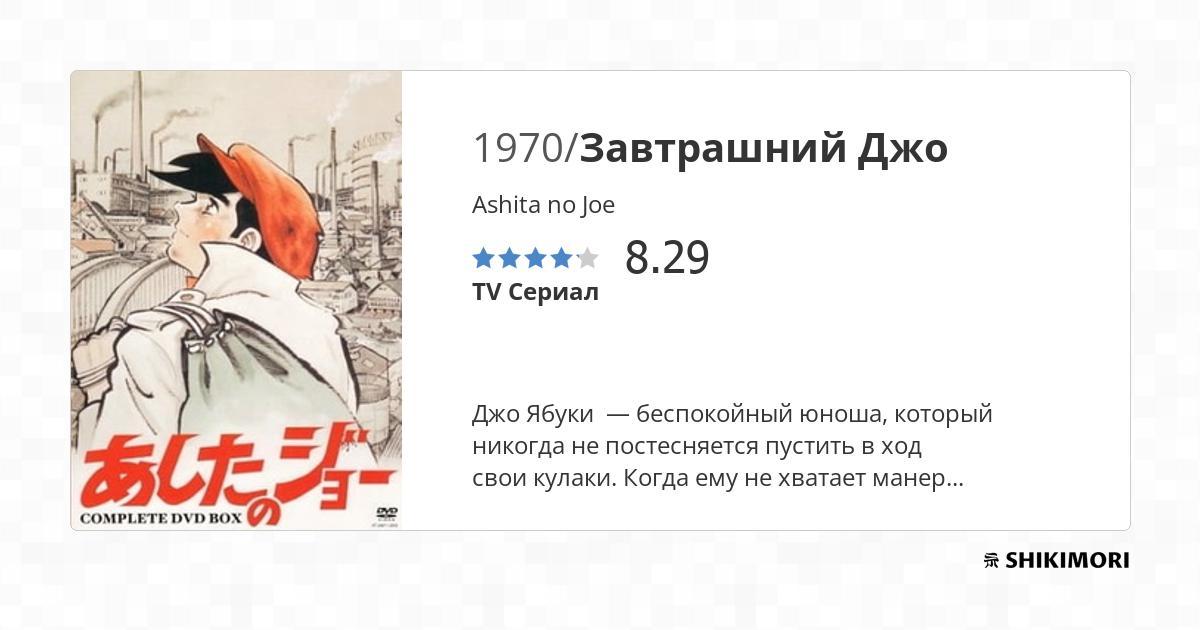 1970/Завтрашний Джо
Ashita no Joe
8.29
TV Сериал
Джо Ябуки — беспокойный юноша, который
никогда не постесняется пустить в ход
свои кулаки. Когда ему не хватает манер...
あしたのジョー
COMPLETE DVD BOX
DVD
SHIKIMORI